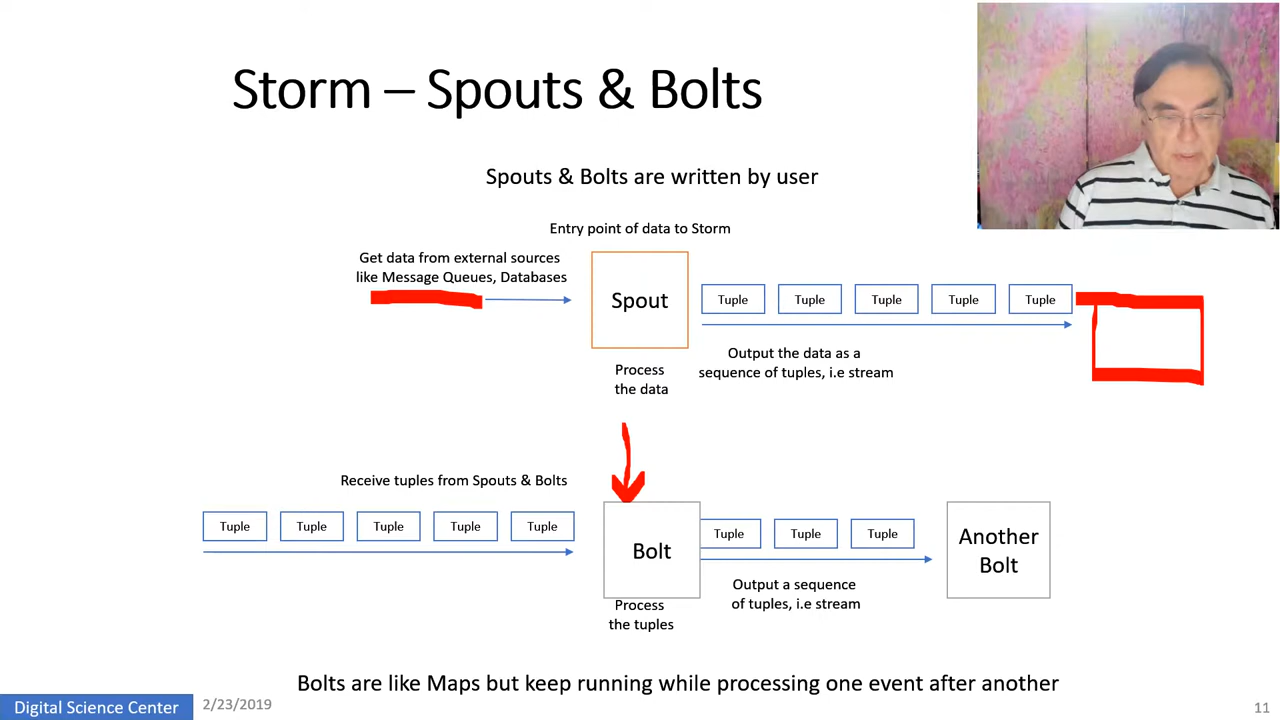 Storm – Spouts & Bolts
Spouts & Bolts are written by user
Entry point of data to Storm
Get data from external sources
like Message Queues, Databases
Spout
Tuple Tuple Tuple Tuple Tuple
Process
the data
Output the data as a
sequence of tuples, i.e stream
Receive tuples from Spouts & Bolts
Tuple Tuple Tuple Tuple Tuple
Bolt
Tuple Tuple Tuple
Another
Bolt
Output a sequence
of tuples, i.e stream
Process
the tuples
Bolts are like Maps but keep running while processing one event after another
Digital Science Center
2/23/2019
11